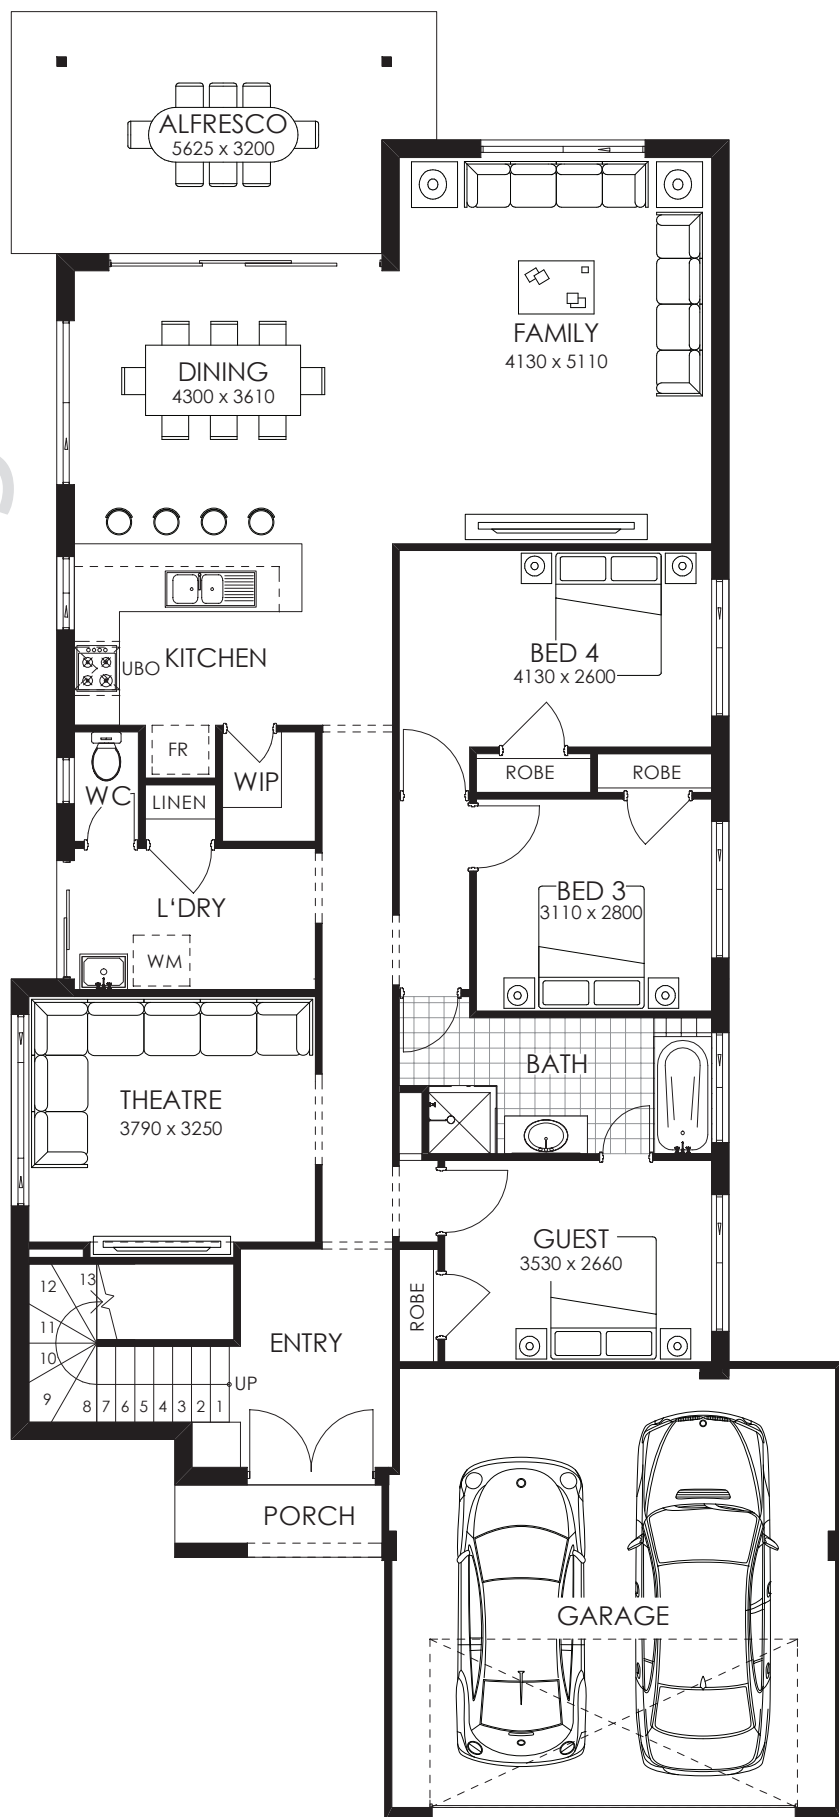 ALFRESCO
5625 x 3200
FAMILY
4130 x 5110
DINING
4300 x 3610
KITCHEN
UBO
BED 4
4130 x 2600
FR
WIP
ROBE
ROBE
WC
LINEN
BED 3
3110 x 2800
L'DRY
WM
BATH
THEATRE
3790 x 3250
GUEST
3530 x 2660
ROBE
ENTRY
13
12
11
10
9
8 7 6 5 4 3 2 1
UP
PORCH
GARAGE